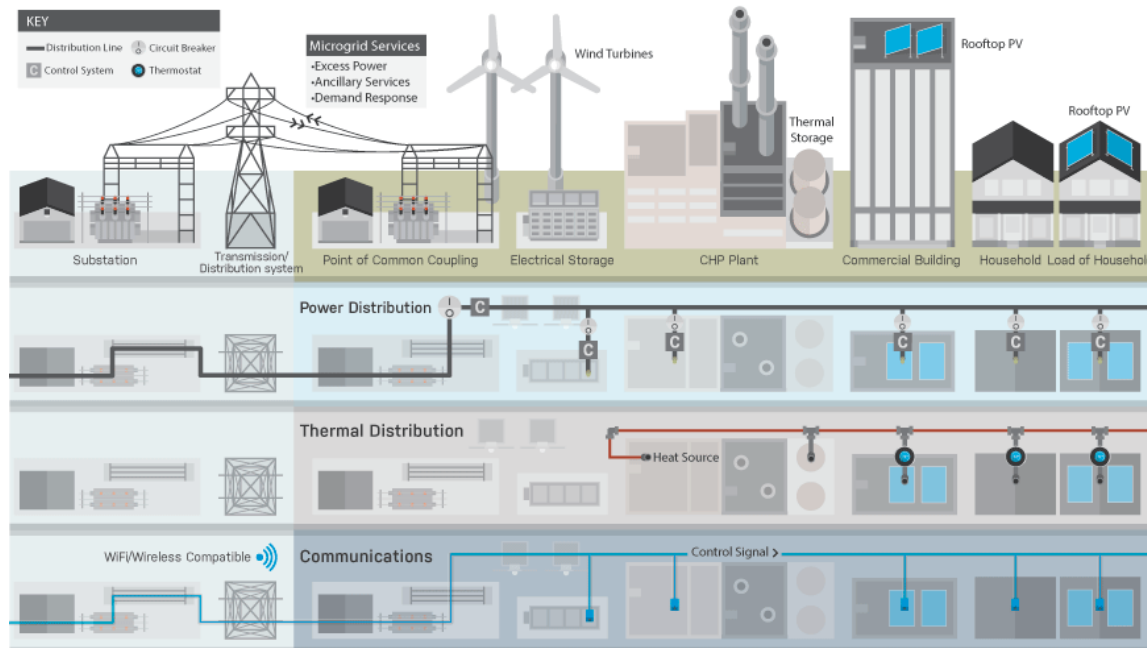 KEY
Distribution Line
Circuit Breaker
C
Control System
Thermostat
Microgrid Services
•Excess Power
•Ancillary Services
•Demand Response
Wind Turbines
Rooftop PV
Rooftop PV
Thermal
Storage
Substation
Transmission/
Distribution system
Point of Common Coupling
Electrical Storage
CHP Plant
Commercial Building
Household
Load of Househol
Power Distribution
C
C
C
C
C
C
Thermal Distribution
Heat Source
WiFi/Wireless Compatible
Communications
Control Signal >